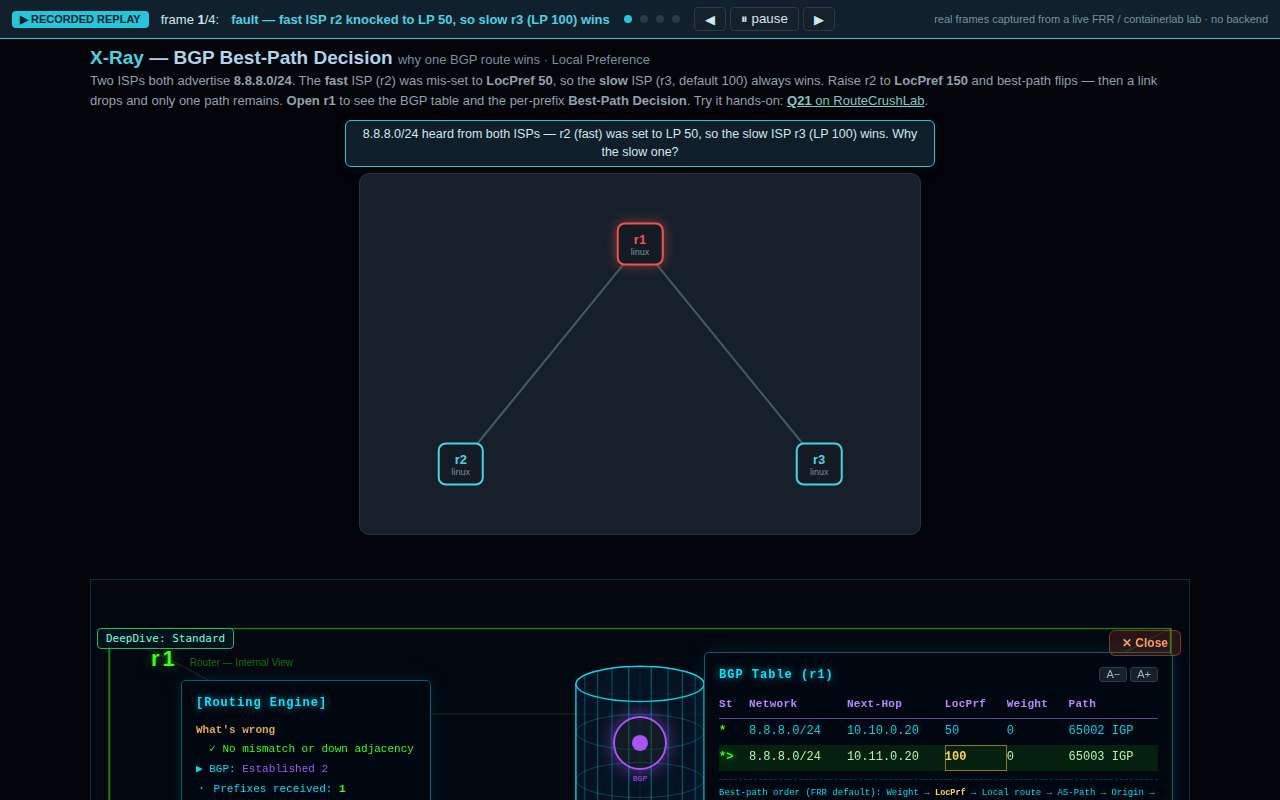 ▶ RECORDED REPLAY frame 1/4: fault — fast ISP r2 knocked to LP 50, so slow r3 (LP 100) wins ◀ ⏸ pause ▶ real frames captured from a live FRR / containerlab lab · no backend
X-Ray — BGP Best-Path Decision why one BGP route wins · Local Preference
Two ISPs both advertise 8.8.8.0/24. The fast ISP (r2) was mis-set to LocPref 50, so the slow ISP (r3, default 100) always wins. Raise r2 to LocPref 150 and best-path flips — then a link
drops and only one path remains. Open r1 to see the BGP table and the per-prefix Best-Path Decision. Try it hands-on: Q21 on RouteCrushLab.
8.8.8.0/24 heard from both ISPs — r2 (fast) was set to LP 50, so the slow ISP r3 (LP 100) wins. Why
the slow one?
r1
linux
r2
linux
r3
linux
DeepDive: Standard
✕ Close
r1 Router — Internal View
[Routing Engine]
What's wrong
✓ No mismatch or down adjacency
▶ BGP: Established 2
· Prefixes received: 1
BGP
BGP Table (r1) A− A+
St Network Next-Hop LocPrf Weight Path
* 8.8.8.0/24 10.10.0.20 50 0 65002 IGP
*> 8.8.8.0/24 10.11.0.20 100 0 65003 IGP
Best-path order (FRR default): Weight → LocPrf → Local route → AS-Path → Origin →